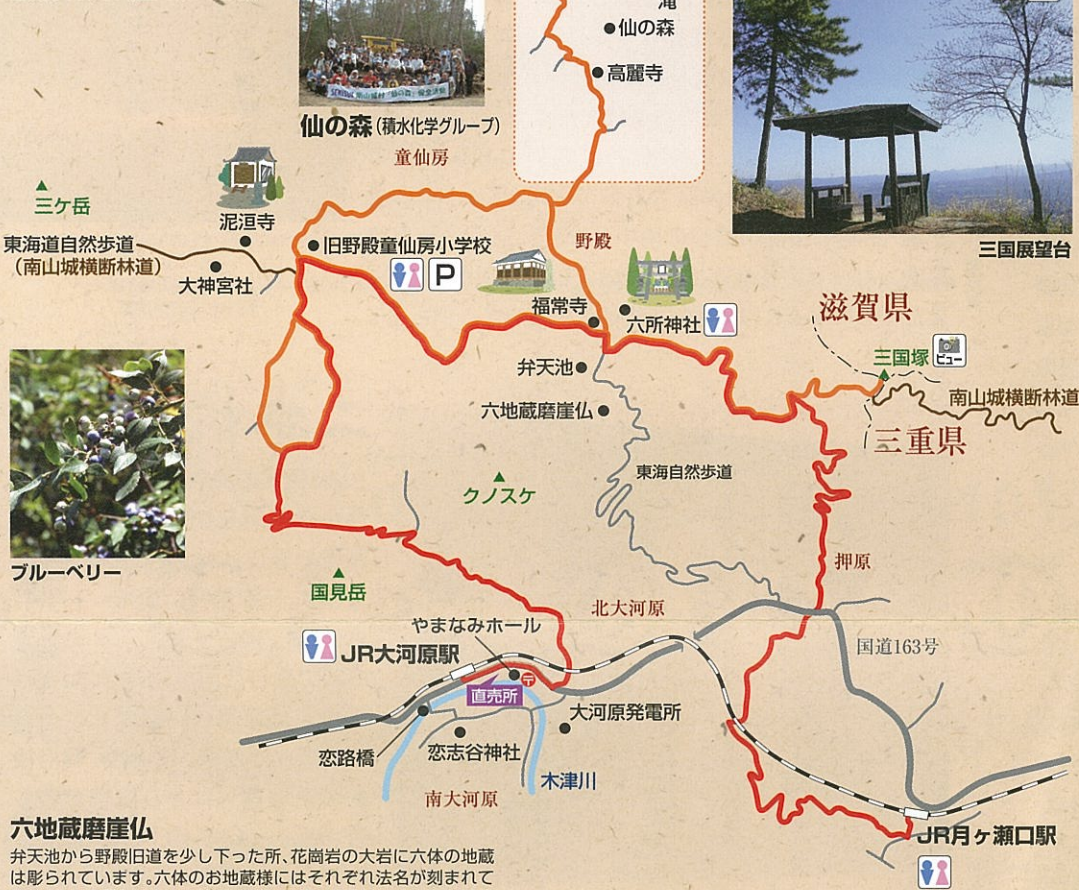 滝
仙の森
高麗寺
仙の森(積水化学グループ)
童仙房
三ケ岳
泥洹寺
東海道自然歩道
(南山城横断林道)
大神宮社
旧野殿童仙房小学校
P
野殿
福常寺
六所神社
三国展望台
滋賀県
三国塚
ビュー
南山城横断林道
三重県
弁天池
六地蔵磨崖仏
東海自然歩道
クノスケ
ブルーベリー
国見岳
押原
北大河原
国道163号
やまなみホール
JR大河原駅
直売所
〒
大河原発電所
恋路橋
恋志谷神社
木津川
南大河原
JR月ヶ瀬口駅
六地蔵磨崖仏
弁天池から野殿旧道を少し下った所、花崗岩の大岩に六体の地蔵
は彫られています。六体のお地蔵様にはそれぞれ法名が刻まれて